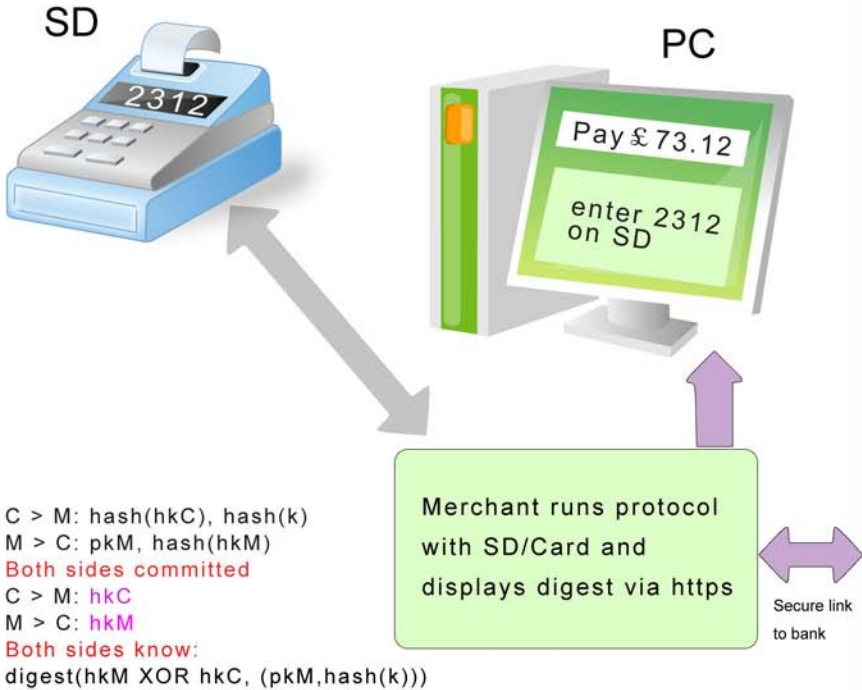 SD
PC
2312
Pay £73.12
enter 2312
on SD
Merchant runs protocol
with SD/Card and
displays digest via https
Secure link
to bank
C > M: hash(hkC), hash(k)
M > C: pkM, hash(hkM)
Both sides committed
C > M: hkC
M > C: hkM
Both sides know:
digest(hkM XOR hkC, (pkM,hash(k)))